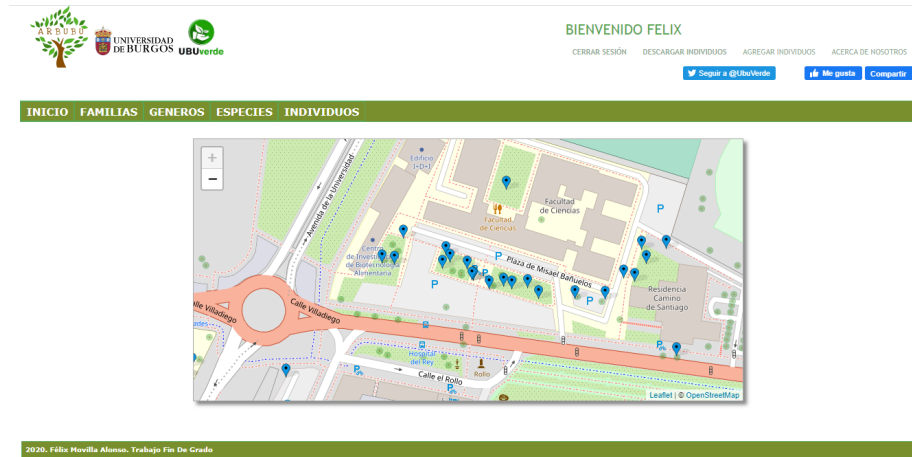 ARBUBU
UNIVERSIDAD
DE BURGOS
UBUverde
BIENVENIDO FELIX
CERRAR SESIÓN DESCARGAR INDIVIDUOS AGREGAR INDIVIDUOS ACERCA DE NOSOTROS
Seguir a @UbuVerde
Me gusta
Compartir
INICIO FAMILIAS GENEROS ESPECIES INDIVIDUOS
+
−
Edificio
I+D+I
Avenida de la Universidad
Facultad
de Ciencias
Facultad
de Ciencias
P
Centro
de Investigación
de Biotecnología
Alimentaria
P
Plaza de Misael Bañuelos
P
P
Residencia
Camino
de Santiago
Calle Villadiego
Calle Villadiego
Hospital
del Rey
Rollo
P
P
Calle el Rollo
P
Leaflet | © OpenStreetMap
2020. Félix Movilla Alonso. Trabajo Fin De Grado